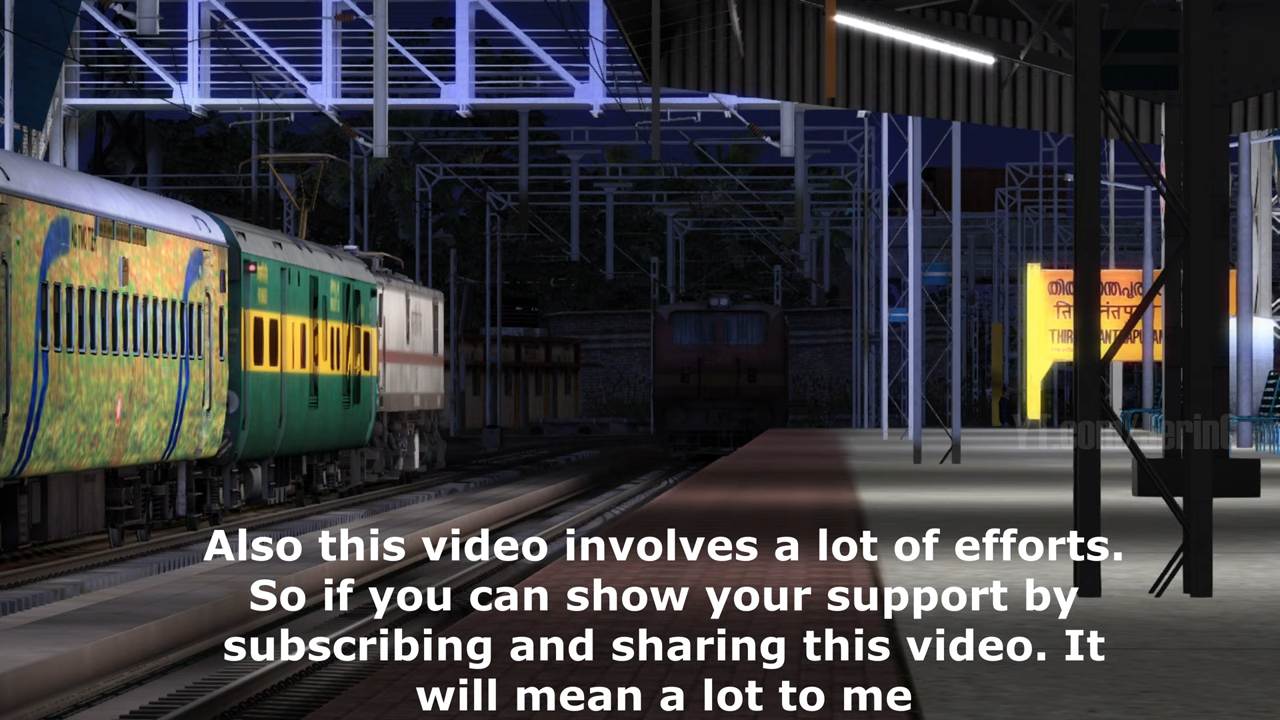 Also this video involves a lot of efforts.
So if you can show your support by
subscribing and sharing this video. It
will mean a lot to me